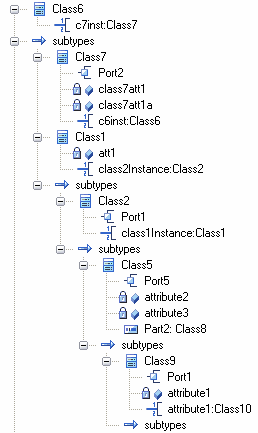 Class6
c7inst:Class7
subtypes
Class7
Port2
class7att1
class7att1a
c6inst:Class6
Class1
att1
class2Instance:Class2
subtypes
Class2
Port1
class1Instance:Class1
subtypes
Class5
Port5
attribute2
attribute3
Part2: Class8
subtypes
Class9
Port1
attribute1
attribute1:Class10
subtypes